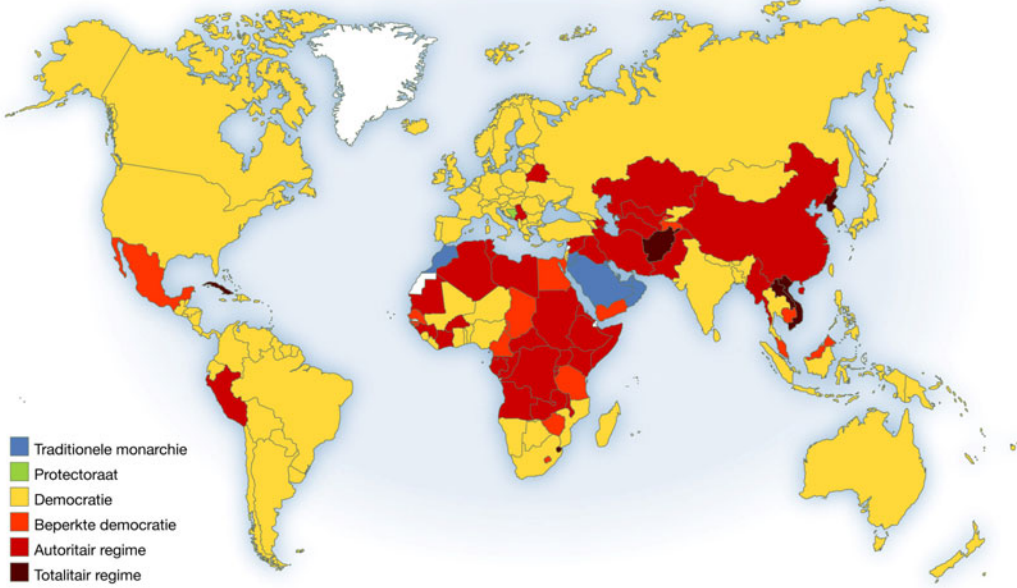 Traditionele monarchie
Protectoraat
Democratie
Beperkte democratie
Autoritair regime
Totalitair regime